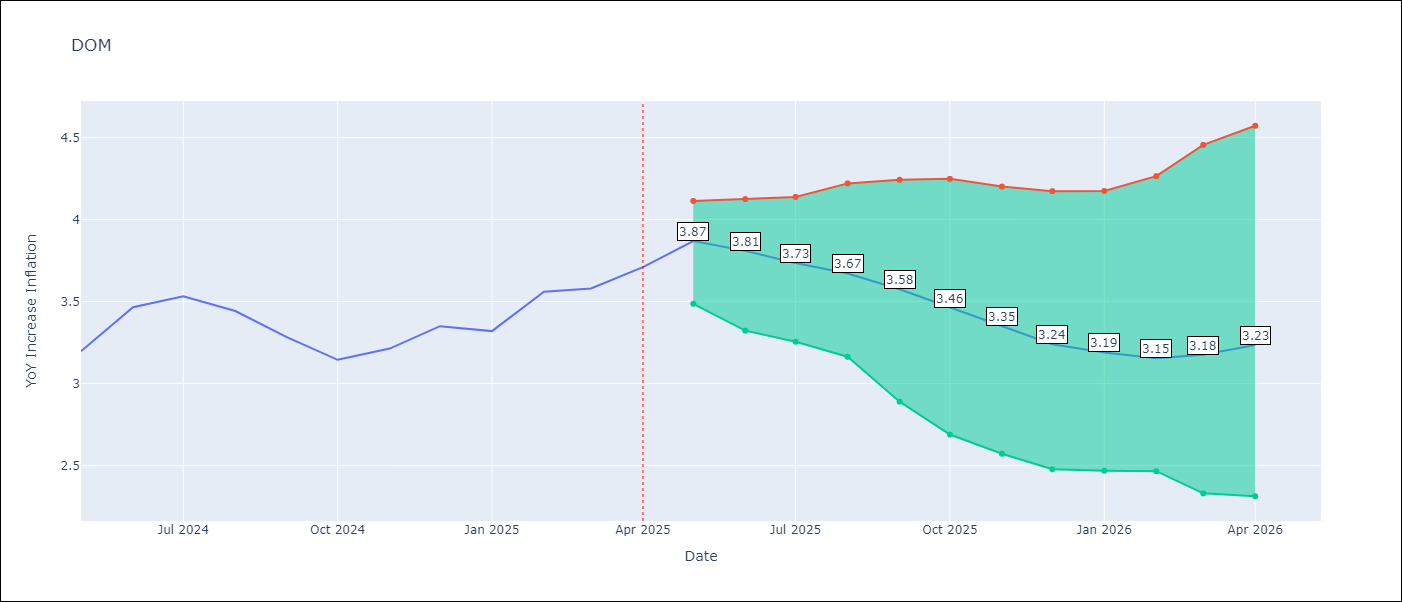 DOM
4.5
4
3.5
3
2.5
YoY Increase Inflation
3.87
3.81
3.73
3.67
3.58
3.46
3.35
3.24
3.19
3.15
3.18
3.23
Jul 2024
Oct 2024
Jan 2025
Apr 2025
Jul 2025
Oct 2025
Jan 2026
Apr 2026
Date